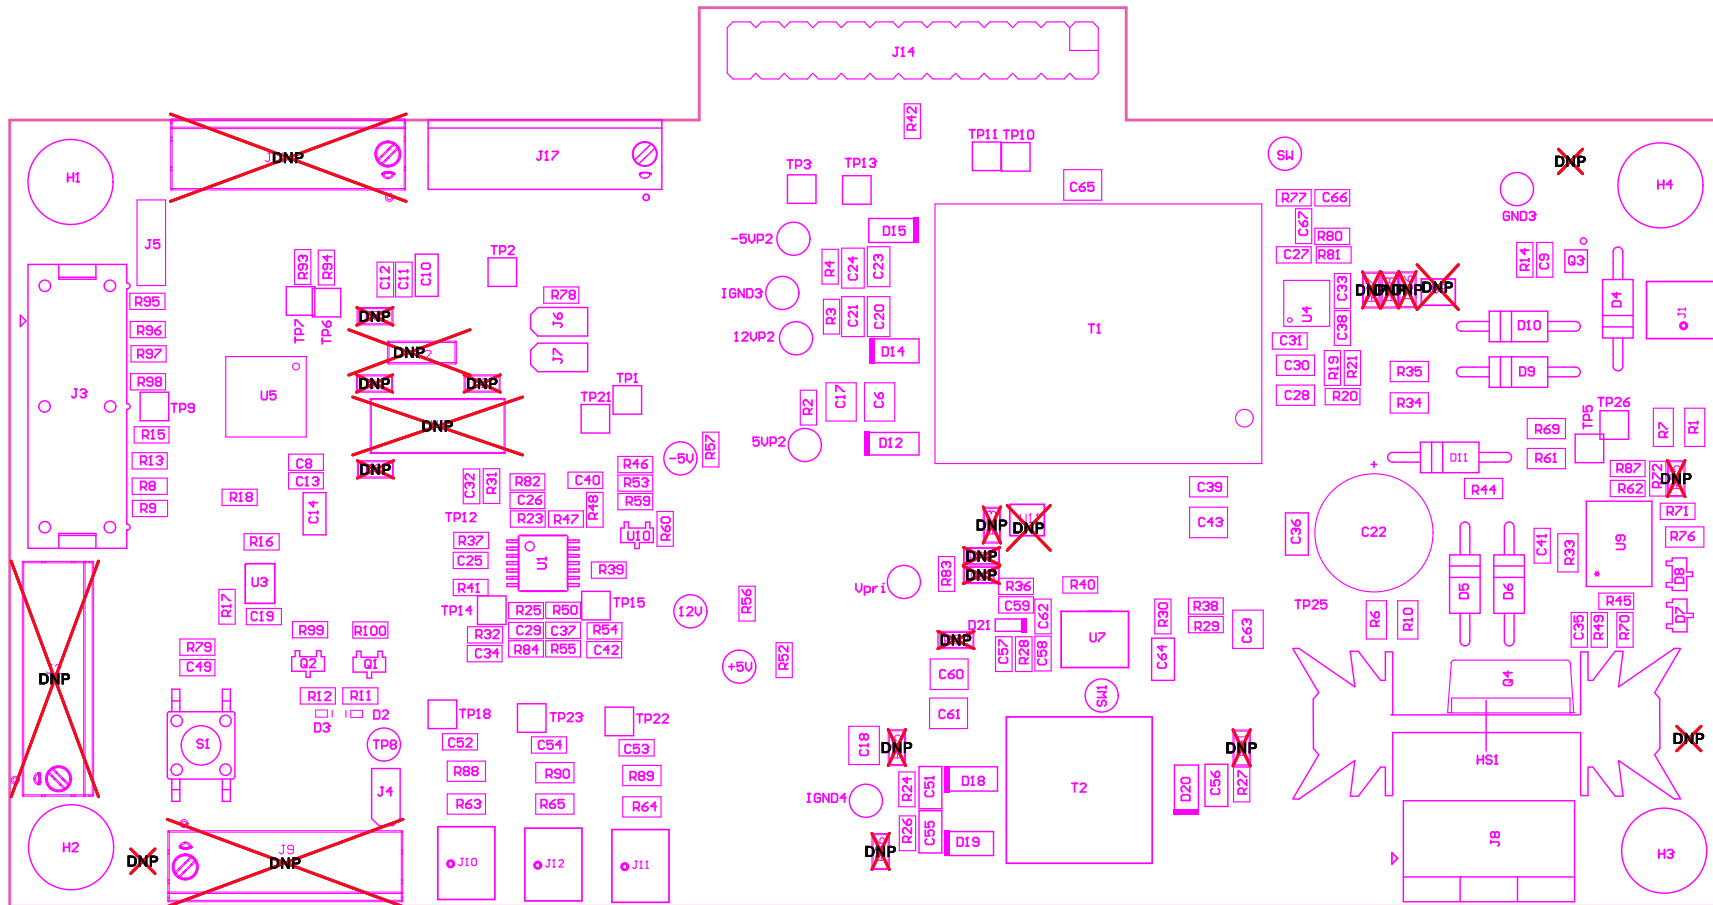 J14
R42
DNP
J17
TP11
TP10
SW
DNP
H1
TP3
TP13
C65
H4
R77
C66
GND3
J5
-5VP2
D15
C67
R80
TP2
C27
R81
R93
R94
C12
C11
C10
R4
C24
C23
R14
C9
Q3
R95
R78
IGND3
DNP
DNP
DNP
DNP
C33
D4
TP7
TP6
DNP
J6
R3
C21
C20
U4
J1
R96
12VP2
T1
C38
D10
R97
DNP
J7
D14
C31
R98
DNP
DNP
C30
R19
R21
R35
D9
J3
U5
TP9
TP1
TP21
R2
C17
C6
C28
R20
R34
TP5
TP26
R15
DNP
5VP2
D12
R69
R7
R1
R57
R13
C8
DNP
-5V
R46
D11
R61
R87
R72
DNP
R8
C13
C32
R31
R82
C40
R53
C39
R44
R62
R9
R18
C14
C26
R48
R59
R71
TP12
R23
R47
DNP
DNP
C43
C36
C22
R16
R37
U10
R60
C41
R33
U9
R76
C25
U1
R39
DNP
U3
R41
DNP
R83
R36
R40
D5
D6
D8
R17
C19
TP14
R25
R50
TP15
12V
R56
Vpri
C59
C62
R30
R38
TP25
R6
R10
R45
D7
R99
R100
R32
C29
C37
R54
D21
R29
C63
C35
R49
R70
R79
C34
R84
R55
C42
DNP
C57
R28
C58
U7
C64
C49
Q2
Q1
+5V
R52
C60
Q4
DNP
R12
R11
SW1
D3
D2
TP18
TP23
TP22
C61
S1
TP8
C52
C54
C53
C18
DNP
DNP
DNP
HS1
R88
R90
R89
R24
C51
D18
T2
D20
C56
R27
J4
R63
R65
R64
IGND4
H2
DNP
J9
DNP
J10
J12
J11
DNP
R26
C55
D19
J8
H3